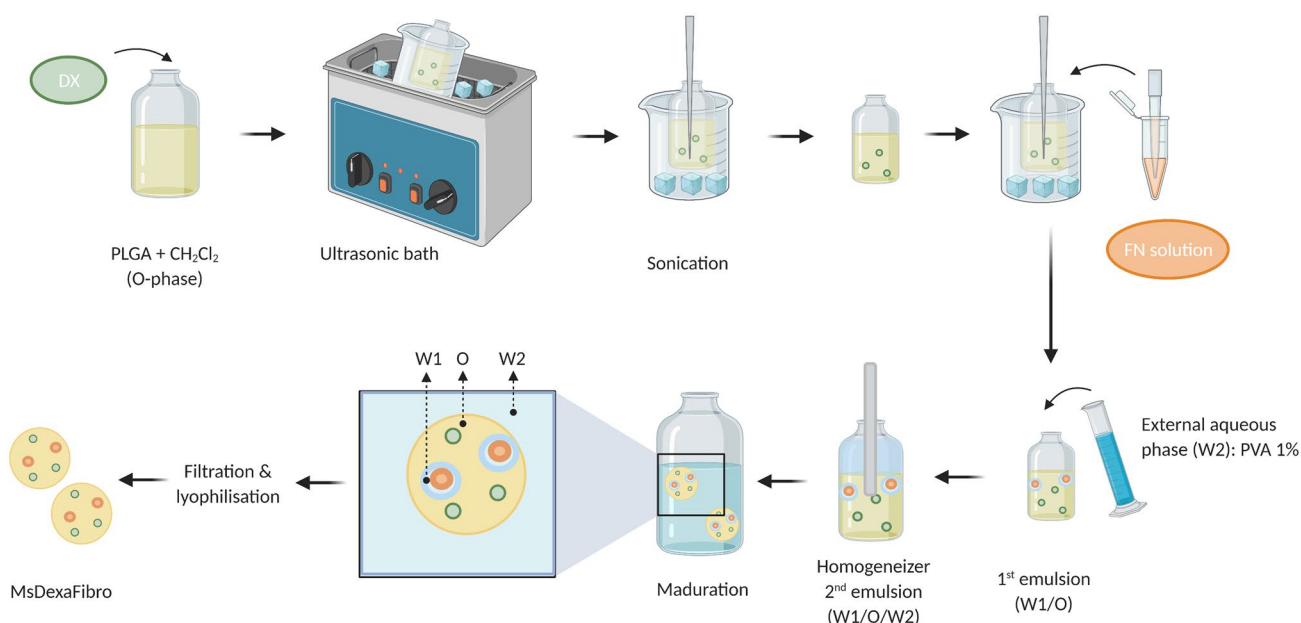 DX
PLGA + CH₂Cl₂
(O-phase)
Ultrasonic bath
Sonication
FN solution
External aqueous
phase (W2): PVA 1%
1st emulsion
(W1/O)
Homogeneizer
2nd emulsion
(W1/O/W2)
Maduration
W1 O W2
Filtration &
lyophilisation
MsDexaFibro